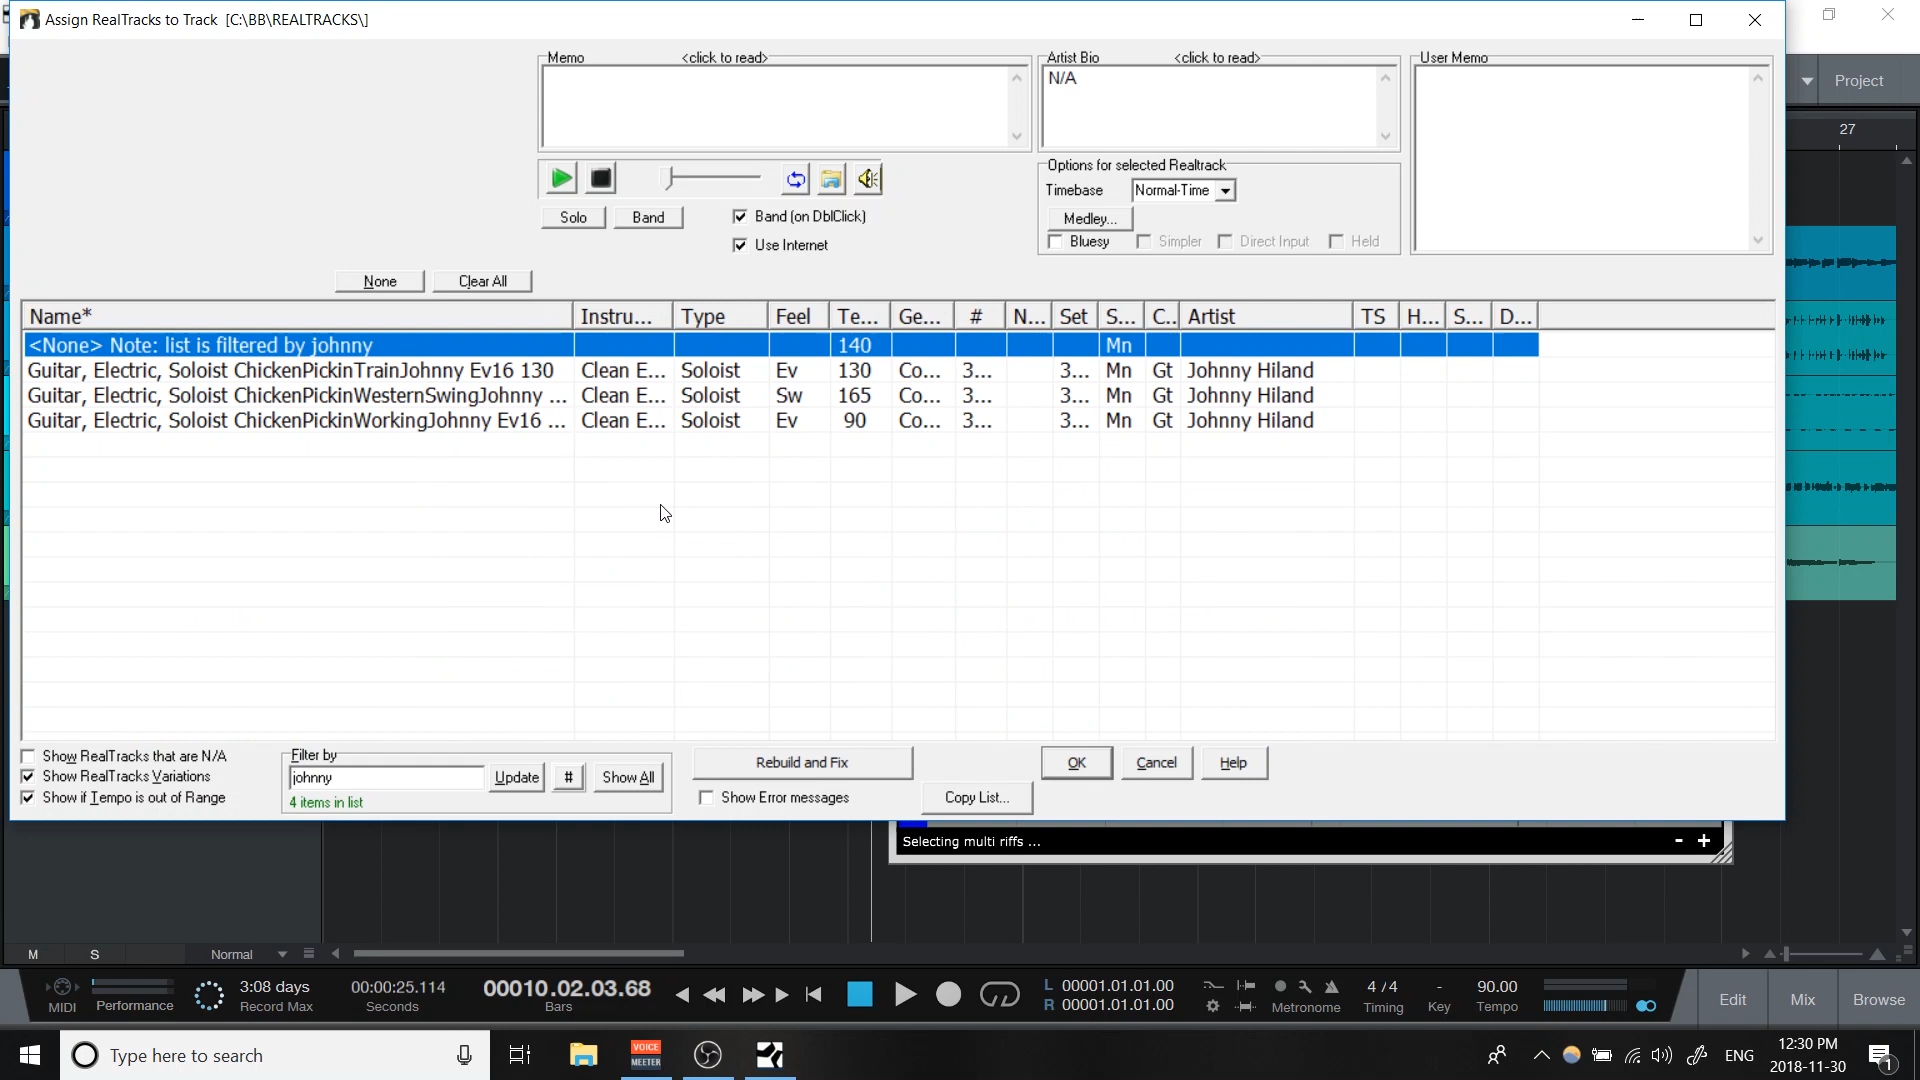 Assign RealTracks to Track [C:\BB\REALTRACKS\]
Memo <click to read>
Artist Bio <click to read>
User Memo
N/A
Project
27
Options for selected Realtrack
Timebase Normal-Time
Medley...
Bluesy Simpler Direct Input Held
Solo Band
Band (on DblClick)
Use Internet
None Clear All
Name* Instru... Type Feel Te... Ge... # N... Set S... C.. Artist TS H... S... D...
<None> Note: list is filtered by johnny 140 Mn
Guitar, Electric, Soloist ChickenPickinTrainJohnny Ev16 130 Clean E... Soloist Ev 130 Co... 3... 3... Mn Gt Johnny Hiland
Guitar, Electric, Soloist ChickenPickinWesternSwingJohnny ... Clean E... Soloist Sw 165 Co... 3... 3... Mn Gt Johnny Hiland
Guitar, Electric, Soloist ChickenPickinWorkingJohnny Ev16 ... Clean E... Soloist Ev 90 Co... 3... 3... Mn Gt Johnny Hiland
Show RealTracks that are N/A
Show RealTracks Variations
Show if Tempo is out of Range
Filter by
johnny Update # Show All
4 items in list
Rebuild and Fix
Show Error messages
Copy List...
OK Cancel Help
Selecting multi riffs ... - +
M S Normal
MIDI
Performance
3:08 days
Record Max
00:00:25.114
Seconds
00010.02.03.68
Bars
L 00001.01.01.00
R 00001.01.01.00
Metronome
4 / 4
Timing
-
Key
90.00
Tempo
Edit Mix Browse
Type here to search
VOICE
MEETER
ENG
12:30 PM
2018-11-30
1